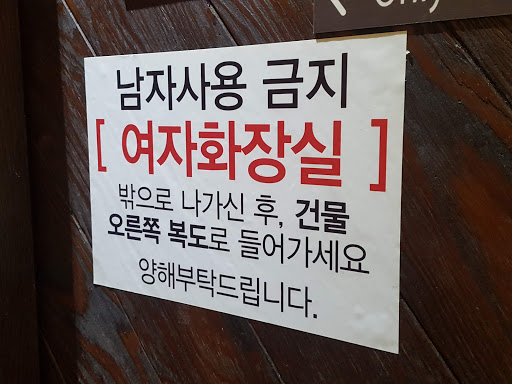 only
남자사용 금지
[ 여자화장실 ]
밖으로 나가신 후, 건물
오른쪽 복도로 들어가세요
양해부탁드립니다.